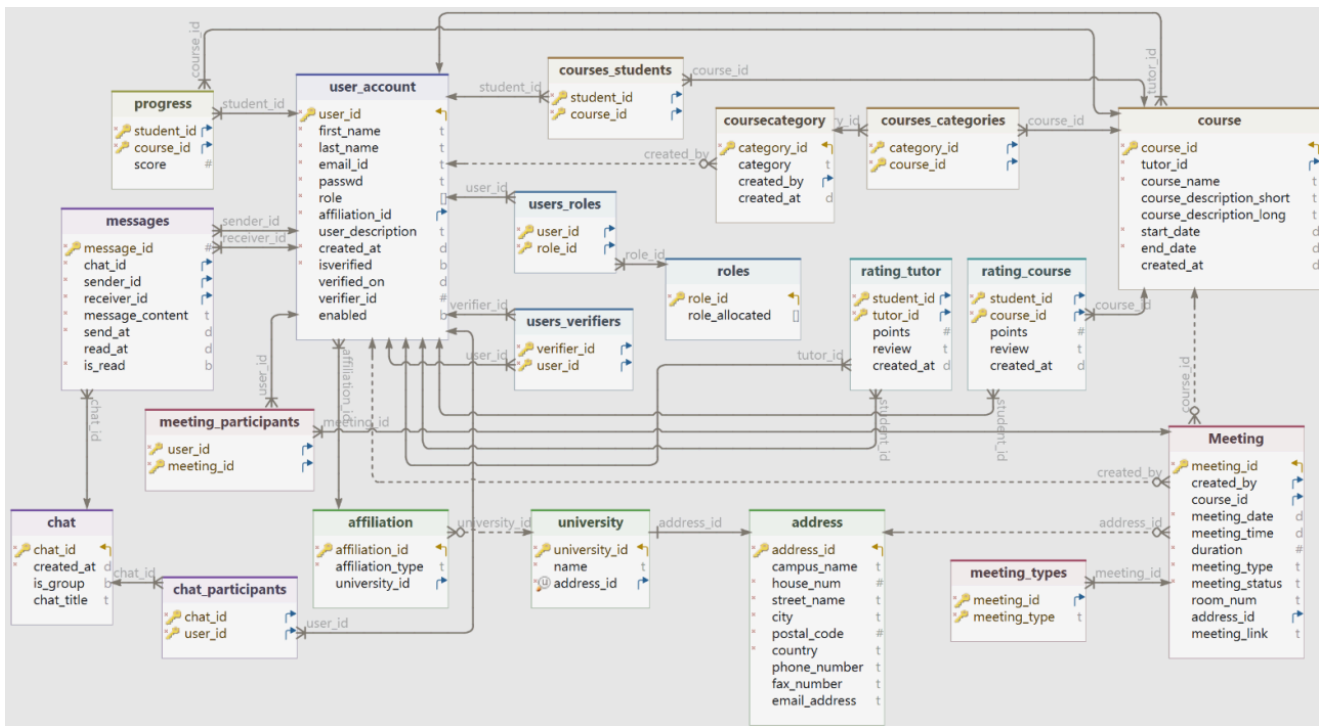 progress
student_id
course_id
score #
user_account
user_id
first_name t
last_name t
email_id t
passwd t
role []
affiliation_id
user_description t
created_at d
isverified b
verified_on d
verifier_id #
enabled b
courses_students
student_id
course_id
coursecategory
category_id
category t
created_by
created_at d
courses_categories
category_id
course_id
course
course_id
tutor_id
course_name t
course_description_short t
course_description_long t
start_date d
end_date d
created_at d
messages
message_id #
chat_id
sender_id
receiver_id
message_content t
send_at d
read_at d
is_read b
users_roles
user_id
role_id
roles
role_id
role_allocated []
rating_tutor
student_id
tutor_id
points #
review t
created_at d
rating_course
student_id
course_id
points #
review t
created_at d
users_verifiers
verifier_id
user_id
meeting_participants
user_id
meeting_id
Meeting
meeting_id
created_by
course_id
meeting_date d
meeting_time d
duration #
meeting_type t
meeting_status t
room_num t
address_id
meeting_link t
chat
chat_id
created_at d
is_group b
chat_title t
chat_participants
chat_id
user_id
affiliation
affiliation_id
affiliation_type t
university_id
university
university_id
name t
address_id
address
address_id
campus_name t
house_num #
street_name t
city t
postal_code #
country t
phone_number t
fax_number t
email_address t
meeting_types
meeting_id
meeting_type t
course_id
student_id
student_id
course_id
tutor_id
y_id
course_id
created_by
user_id
sender_id
receiver_id
role_id
verifier_id
user_id
tutor_id
course_id
student_id
student_id
course_id
user_id
affiliation_id
meeting_id
chat_id
created_by
university_id
address_id
address_id
chat_id
user_id
meeting_id